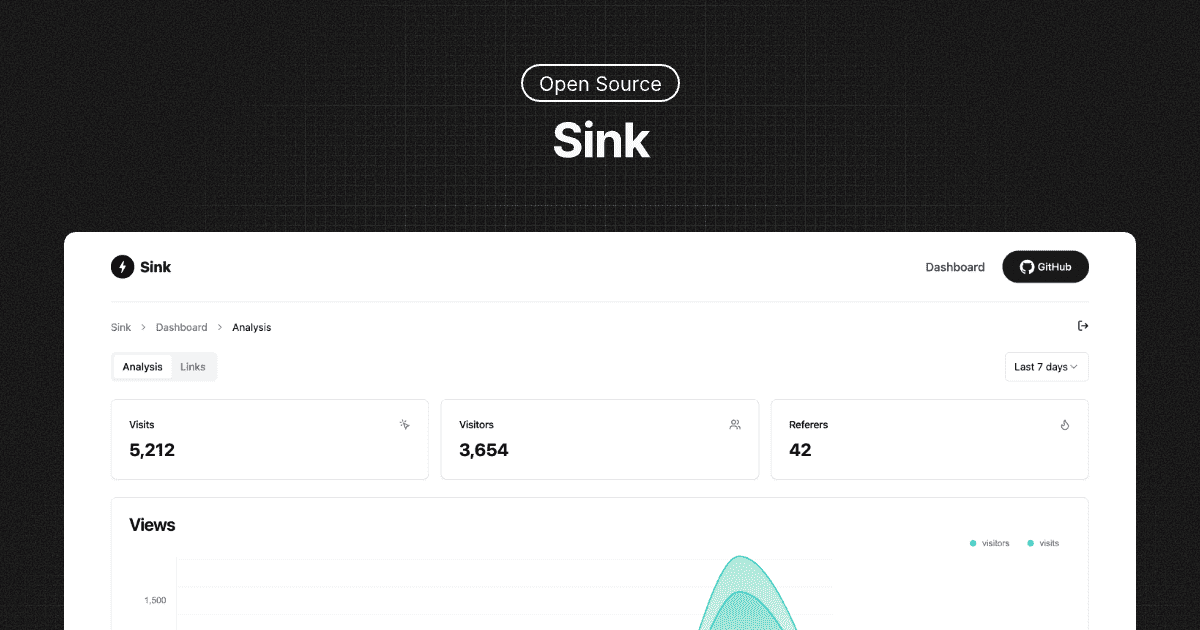 Open Source
Sink
Sink
Dashboard
GitHub
Sink > Dashboard > Analysis
Analysis Links
Last 7 days
Visits
5,212
Visitors
3,654
Referers
42
Views
visitors visits
1,500